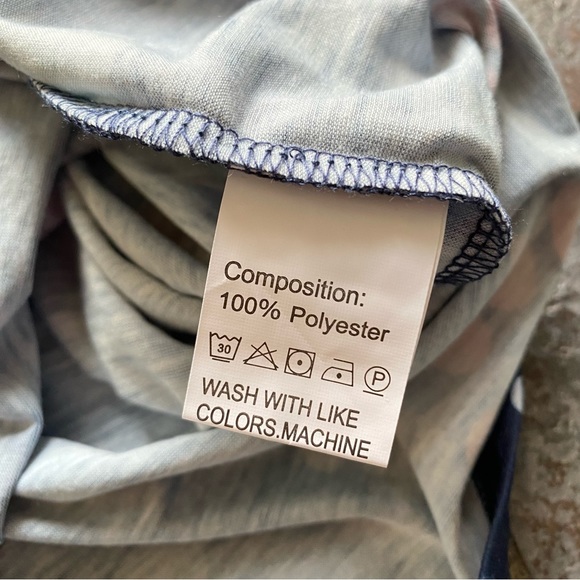 Composition:
100% Polyester
30 P
WASH WITH LIKE
COLORS.MACHINE